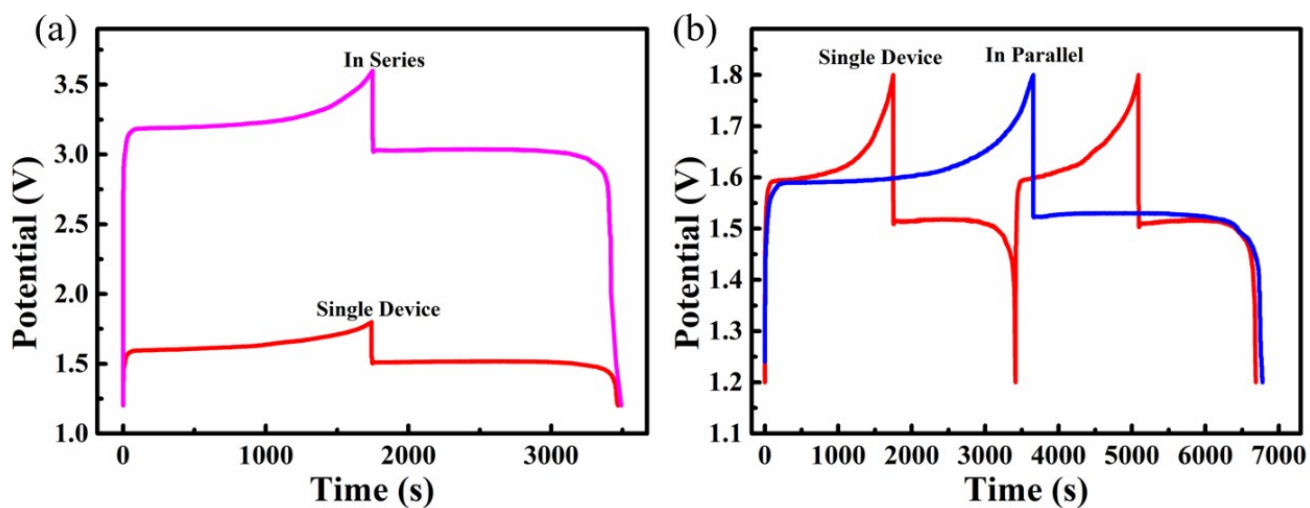 (a)
In Series
Single Device
Potential (V)
3.5
3.0
2.5
2.0
1.5
1.0
0 1000 2000 3000
Time (s)
(b)
Single Device In Parallel
Potential (V)
1.8
1.7
1.6
1.5
1.4
1.3
1.2
1.1
0 1000 2000 3000 4000 5000 6000 7000
Time (s)